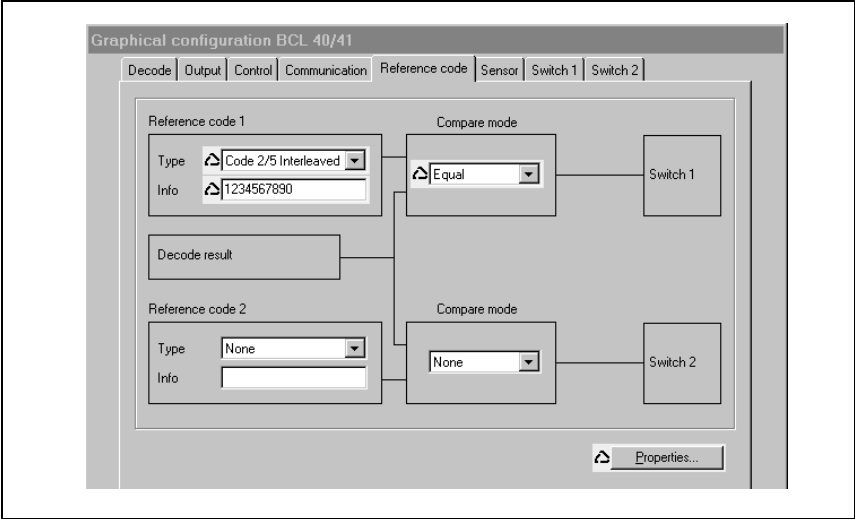 Graphical configuration BCL 40/41
Decode Output Control Communication Reference code Sensor Switch 1 Switch 2
Reference code 1 Compare mode
Type Code 2/5 Interleaved
Equal Switch 1
Info 1234567890
Decode result
Reference code 2 Compare mode
Type None
None Switch 2
Info
Properties...